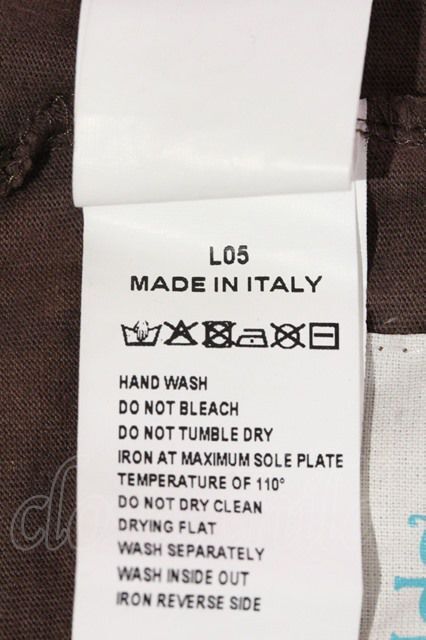 L05
MADE IN ITALY
HAND WASH
DO NOT BLEACH
DO NOT TUMBLE DRY
IRON AT MAXIMUM SOLE PLATE
TEMPERATURE OF 110°
DO NOT DRY CLEAN
DRYING FLAT
WASH SEPARATELY
WASH INSIDE OUT
IRON REVERSE SIDE